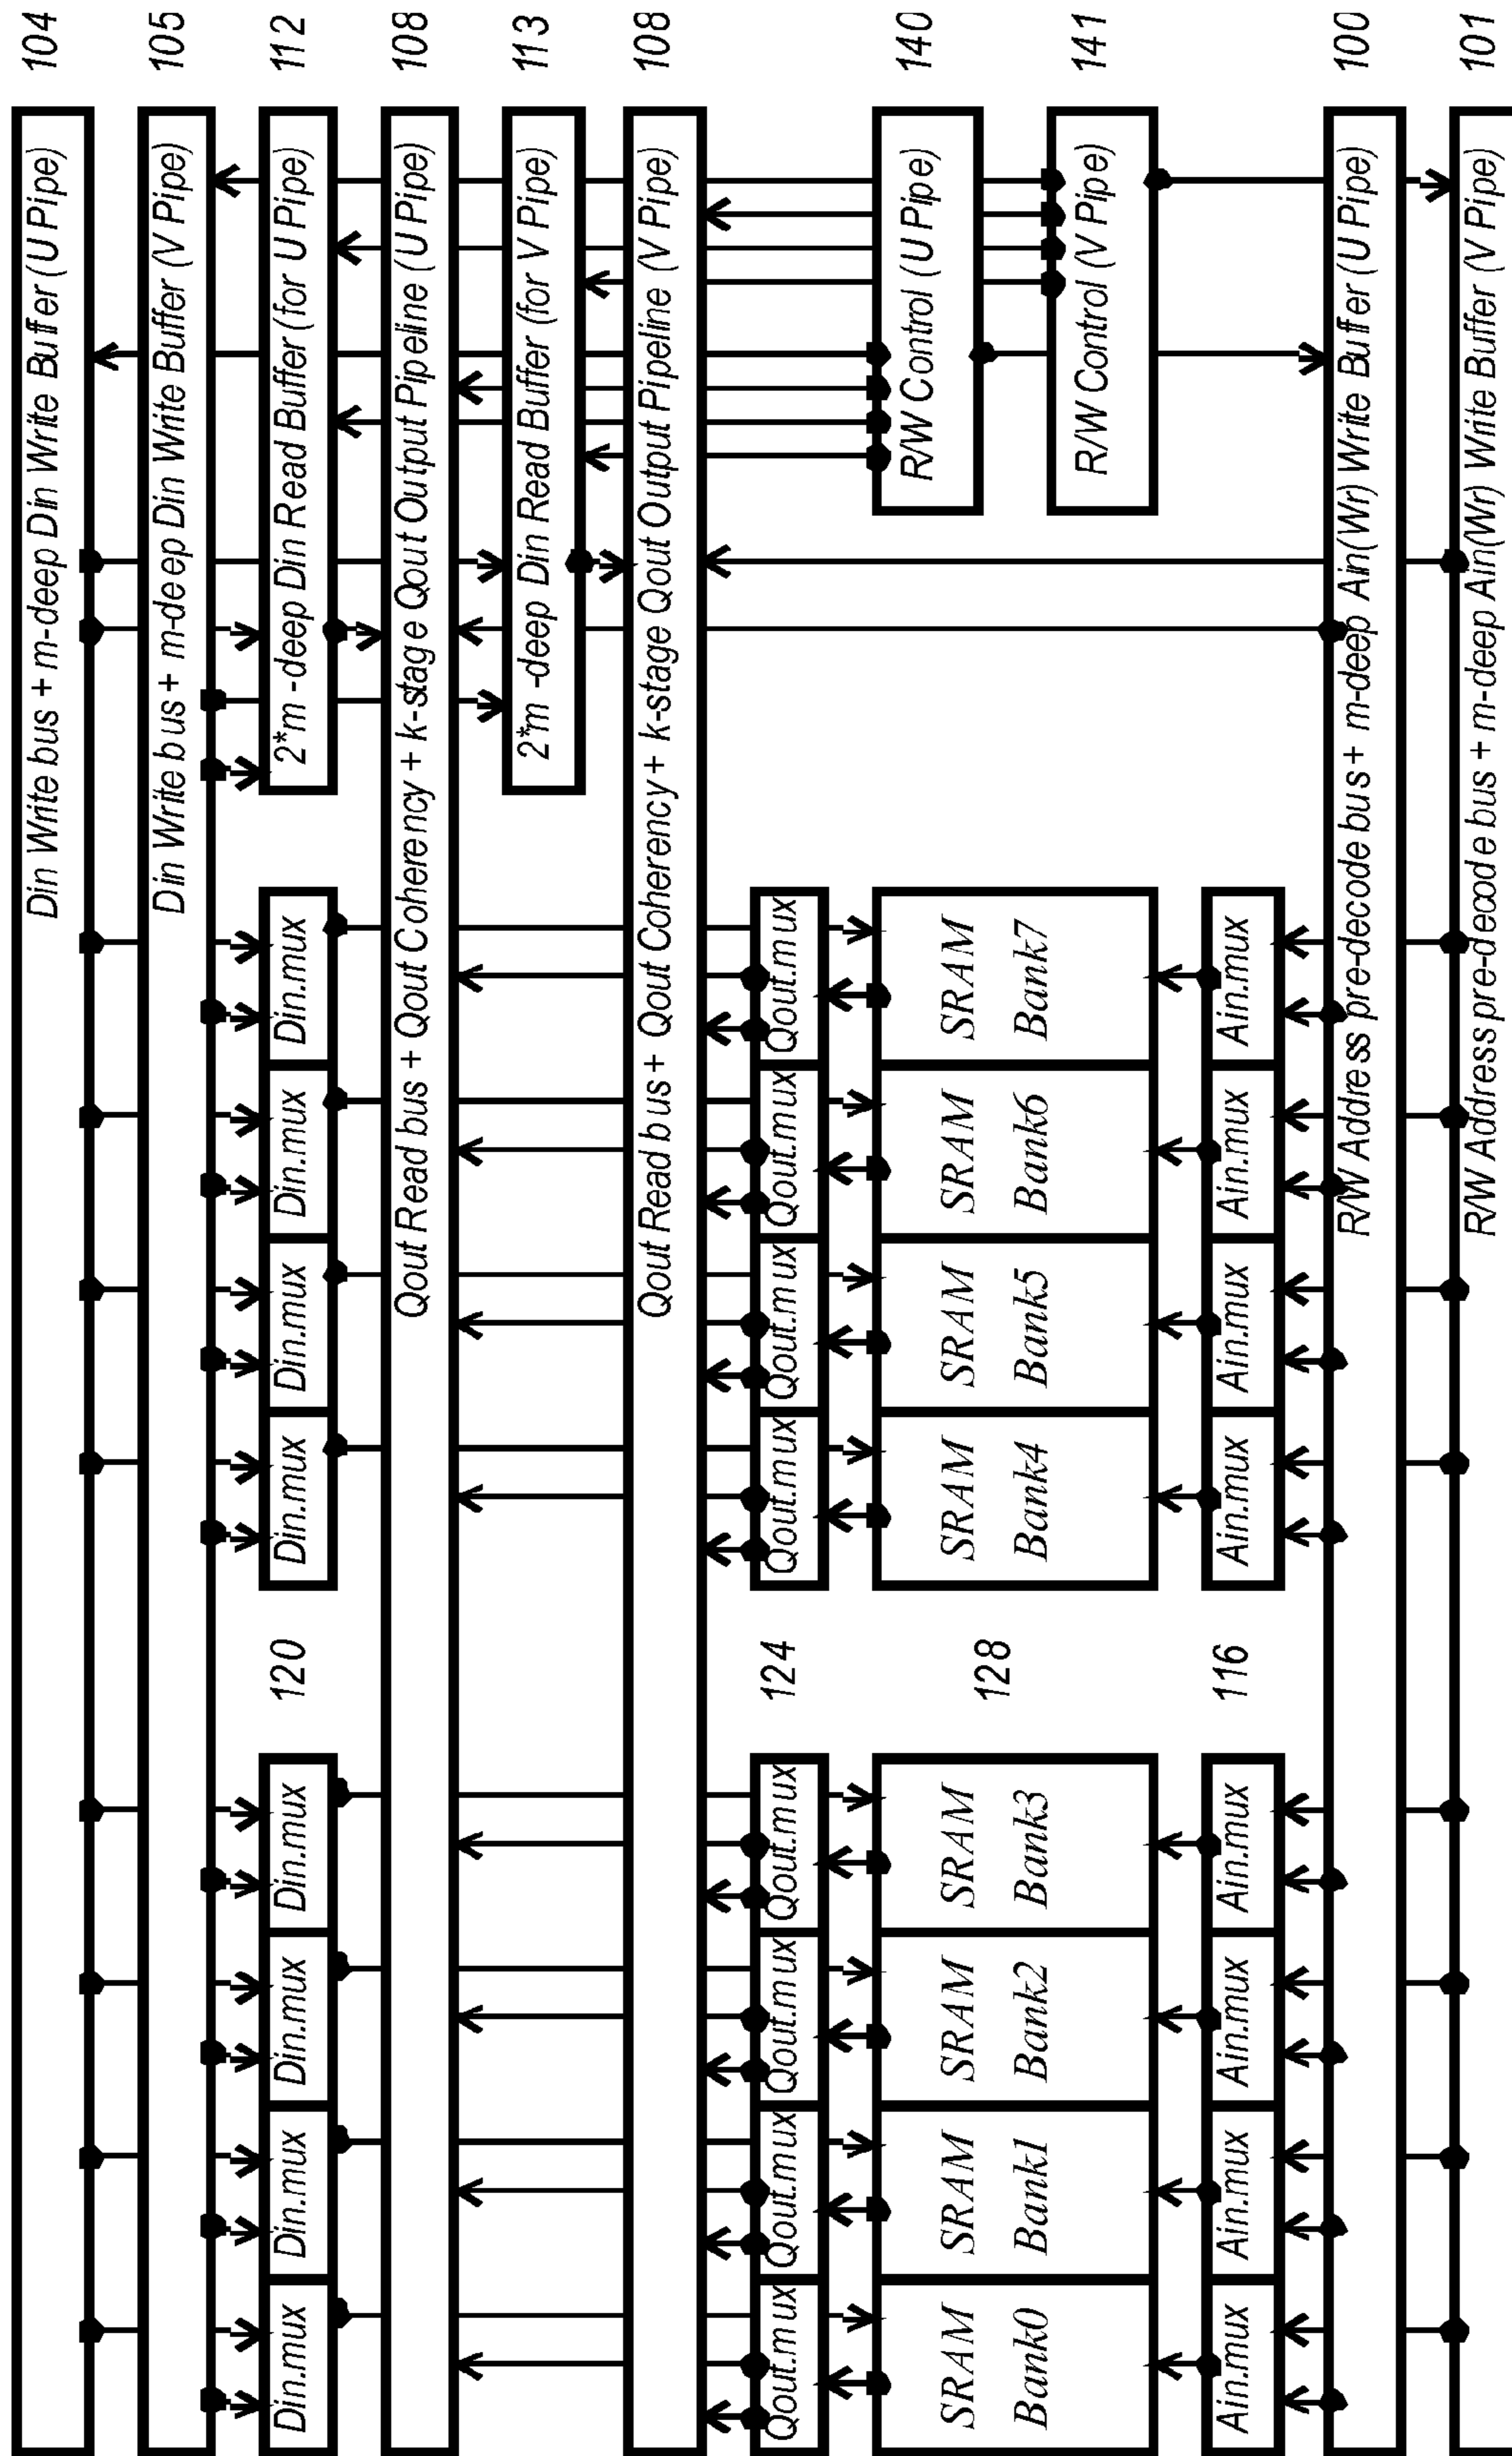 Din Write bus + m-deep Din Write Buffer (U Pipe) 104
Din Write bus + m-deep Din Write Buffer (V Pipe) 105
Din.mux Din.mux Din.mux Din.mux 120 Din.mux Din.mux Din.mux Din.mux 2*m -deep Din Read Buffer (for U Pipe) 112
Qout Read bus + Qout Coherency + k-stage Qout Output Pipeline (U Pipe) 108
2*m -deep Din Read Buffer (for V Pipe) 113
Qout Read bus + Qout Coherency + k-stage Qout Output Pipeline (V Pipe) 108
Qout.mux Qout.mux Qout.mux Qout.mux 124 Qout.mux Qout.mux Qout.mux Qout.mux
R/W Control (U Pipe) 140
SRAM SRAM SRAM SRAM 128 SRAM SRAM SRAM SRAM
Bank0 Bank1 Bank2 Bank3 Bank4 Bank5 Bank6 Bank7
R/W Control (V Pipe) 141
Ain.mux Ain.mux Ain.mux Ain.mux 116 Ain.mux Ain.mux Ain.mux Ain.mux
R/W Address pre-decode bus + m-deep Ain(Wr) Write Buffer (U Pipe) 100
R/W Address pre-decode bus + m-deep Ain(Wr) Write Buffer (V Pipe) 101